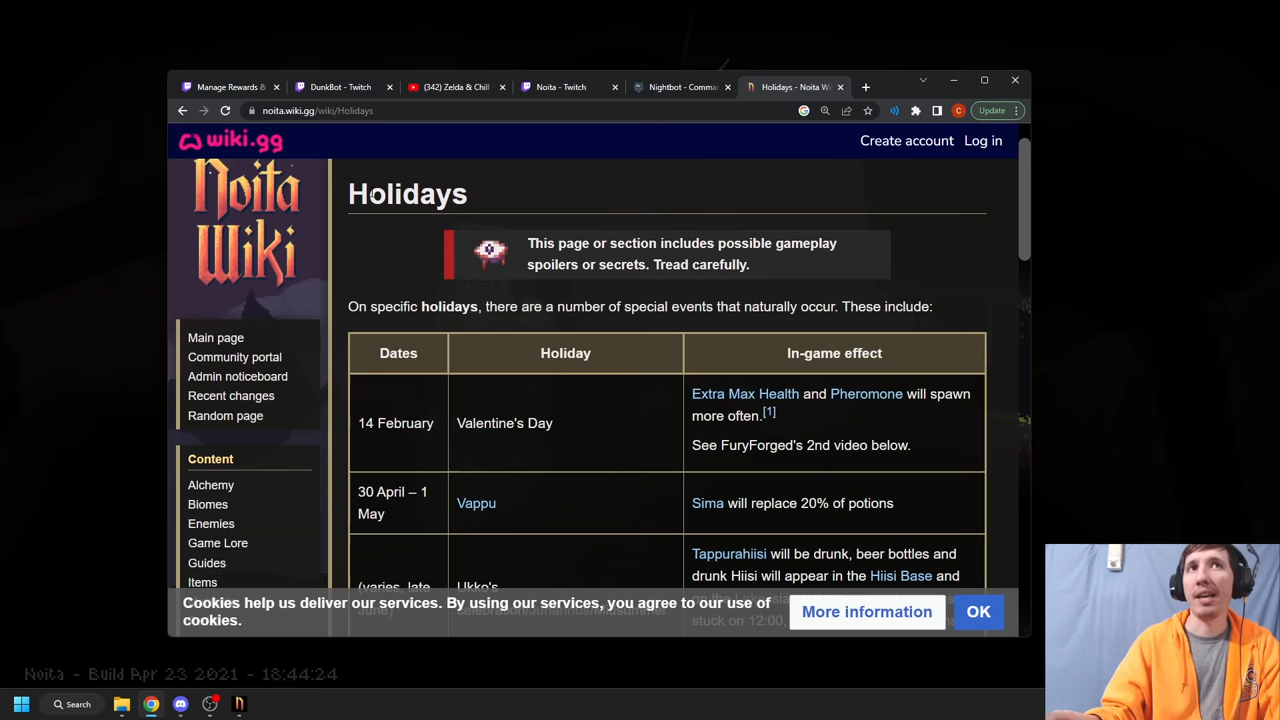 Manage Rewards &
DunkBot - Twitch
(342) Zelda & Chill
Noita - Twitch
Nightbot - Comma
Holidays - Noita W
noita.wiki.gg/wiki/Holidays
Update
wiki.gg
Create account
Log in
Noita
Wiki
Main page
Community portal
Admin noticeboard
Recent changes
Random page
Content
Alchemy
Biomes
Enemies
Game Lore
Guides
Items
Holidays
This page or section includes possible gameplay
spoilers or secrets. Tread carefully.
On specific holidays, there are a number of special events that naturally occur. These include:
Dates
Holiday
In-game effect
14 February
Valentine's Day
Extra Max Health and Pheromone will spawn
more often.[1]
See FuryForged's 2nd video below.
30 April – 1
May
Vappu
Sima will replace 20% of potions
(varies, late
Ukko's
Tappurahiisi will be drunk, beer bottles and
drunk Hiisi will appear in the Hiisi Base and
stuck on 12:00,
Cookies help us deliver our services. By using our services, you agree to our use of
cookies.
More information
OK
Noita - Build Apr 23 2021 - 18:44:24
Search